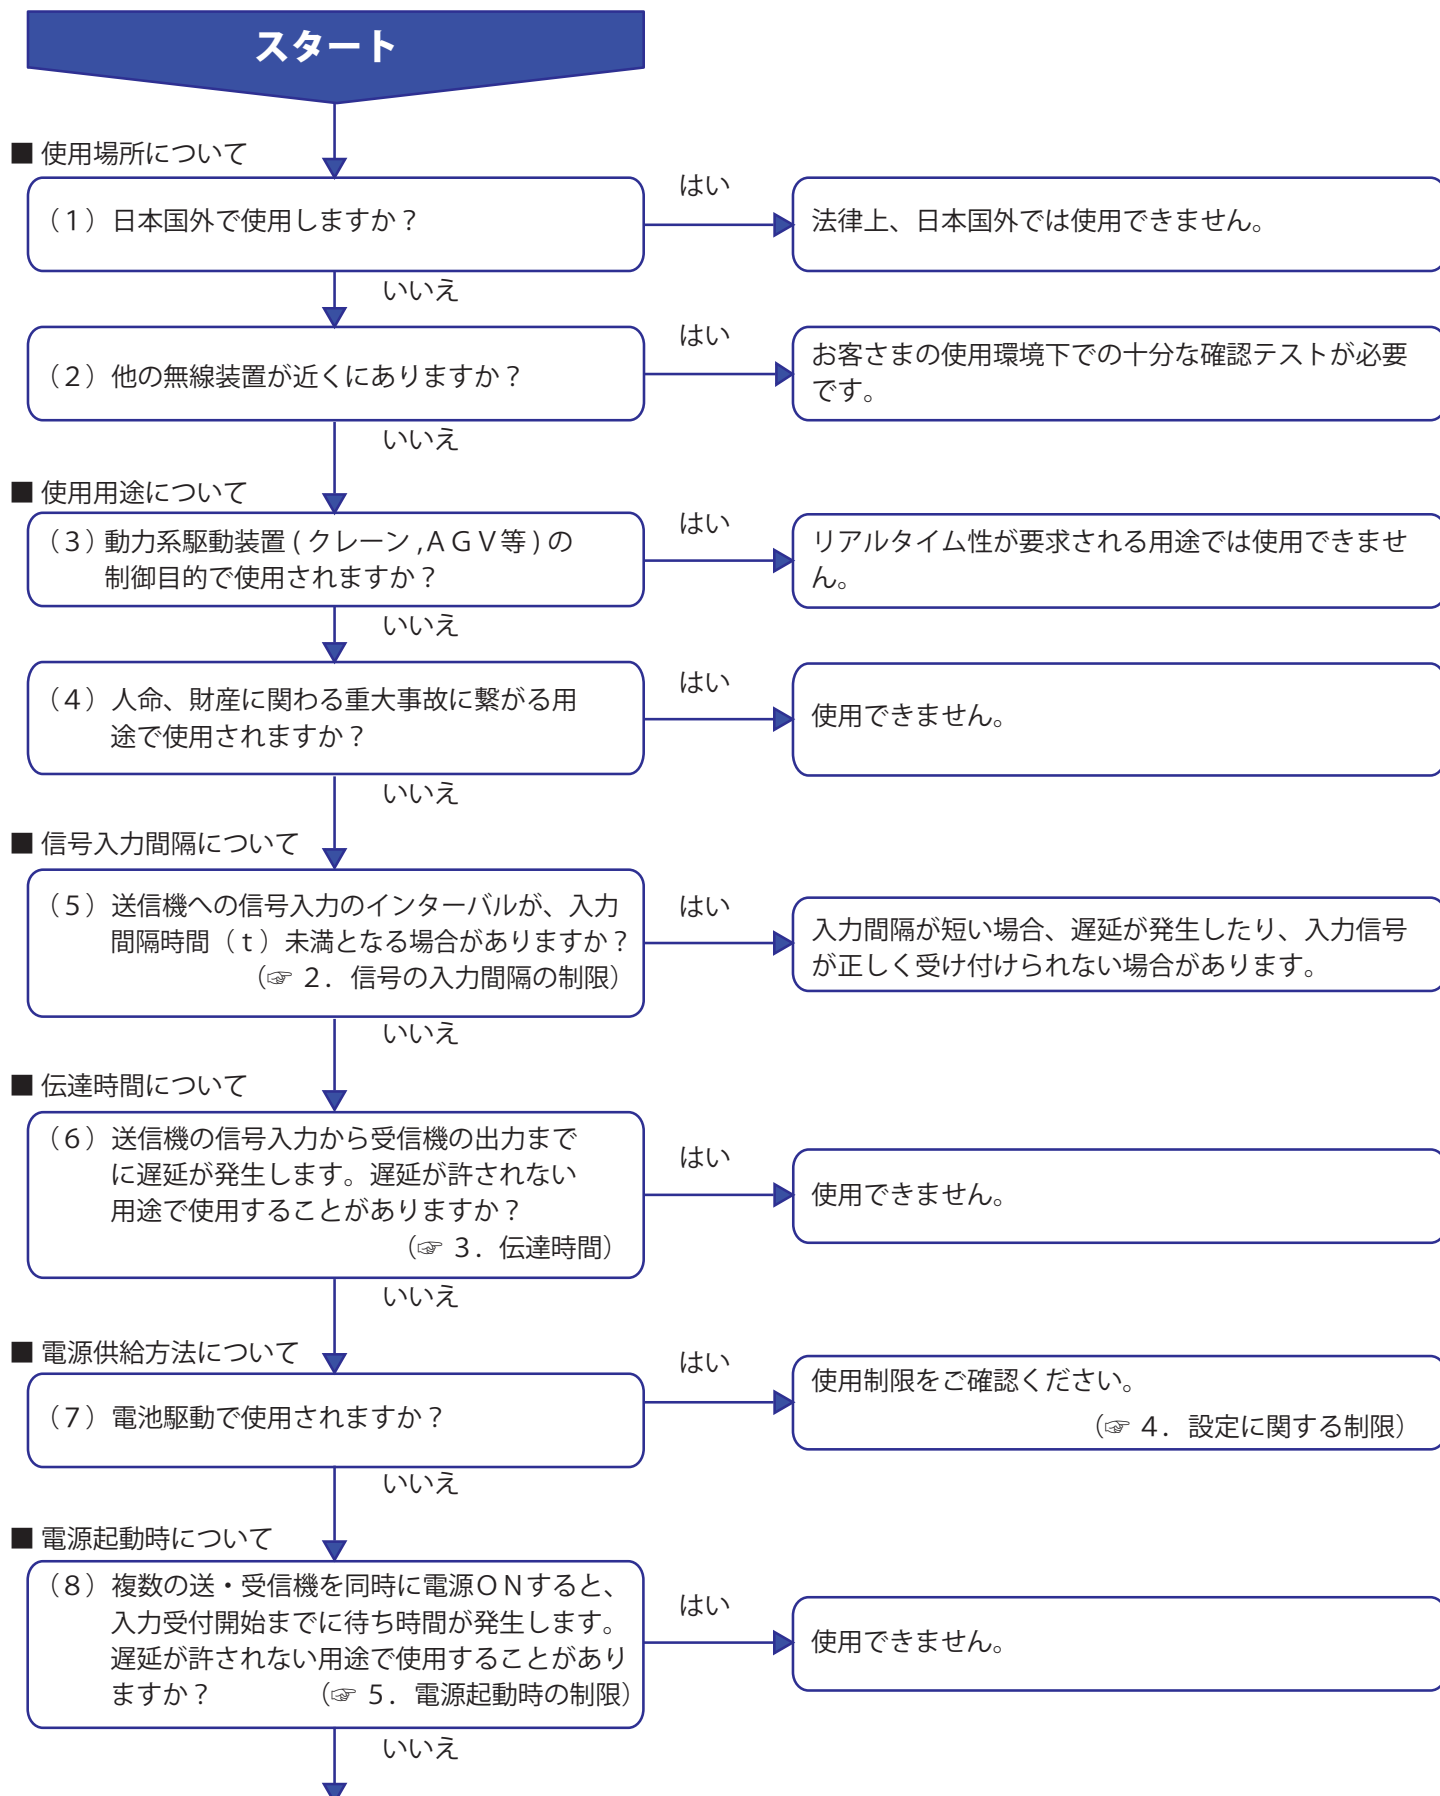 スタート
■ 使用場所について
（１）日本国外で使用しますか？
はい
法律上、日本国外では使用できません。
いいえ
（２）他の無線装置が近くにありますか？
はい
お客さまの使用環境下での十分な確認テストが必要
です。
いいえ
■ 使用用途について
（３）動力系駆動装置 ( クレーン ,ＡＧＶ等 ) の
制御目的で使用されますか？
はい
リアルタイム性が要求される用途では使用できませ
ん。
いいえ
（４）人命、財産に関わる重大事故に繋がる用
途で使用されますか？
はい
使用できません。
いいえ
■ 信号入力間隔について
（５）送信機への信号入力のインターバルが、入力
間隔時間（ｔ）未満となる場合がありますか？
（☞ ２．信号の入力間隔の制限）
はい
入力間隔が短い場合、遅延が発生したり、入力信号
が正しく受け付けられない場合があります。
いいえ
■ 伝達時間について
（６）送信機の信号入力から受信機の出力まで
に遅延が発生します。遅延が許されない
用途で使用することがありますか？
（☞ ３．伝達時間）
はい
使用できません。
いいえ
■ 電源供給方法について
（７）電池駆動で使用されますか？
はい
使用制限をご確認ください。
（☞ ４．設定に関する制限）
いいえ
■ 電源起動時について
（８）複数の送・受信機を同時に電源ＯＮすると、
入力受付開始までに待ち時間が発生します。
遅延が許されない用途で使用することがあり
ますか？　（☞ ５．電源起動時の制限）
はい
使用できません。
いいえ